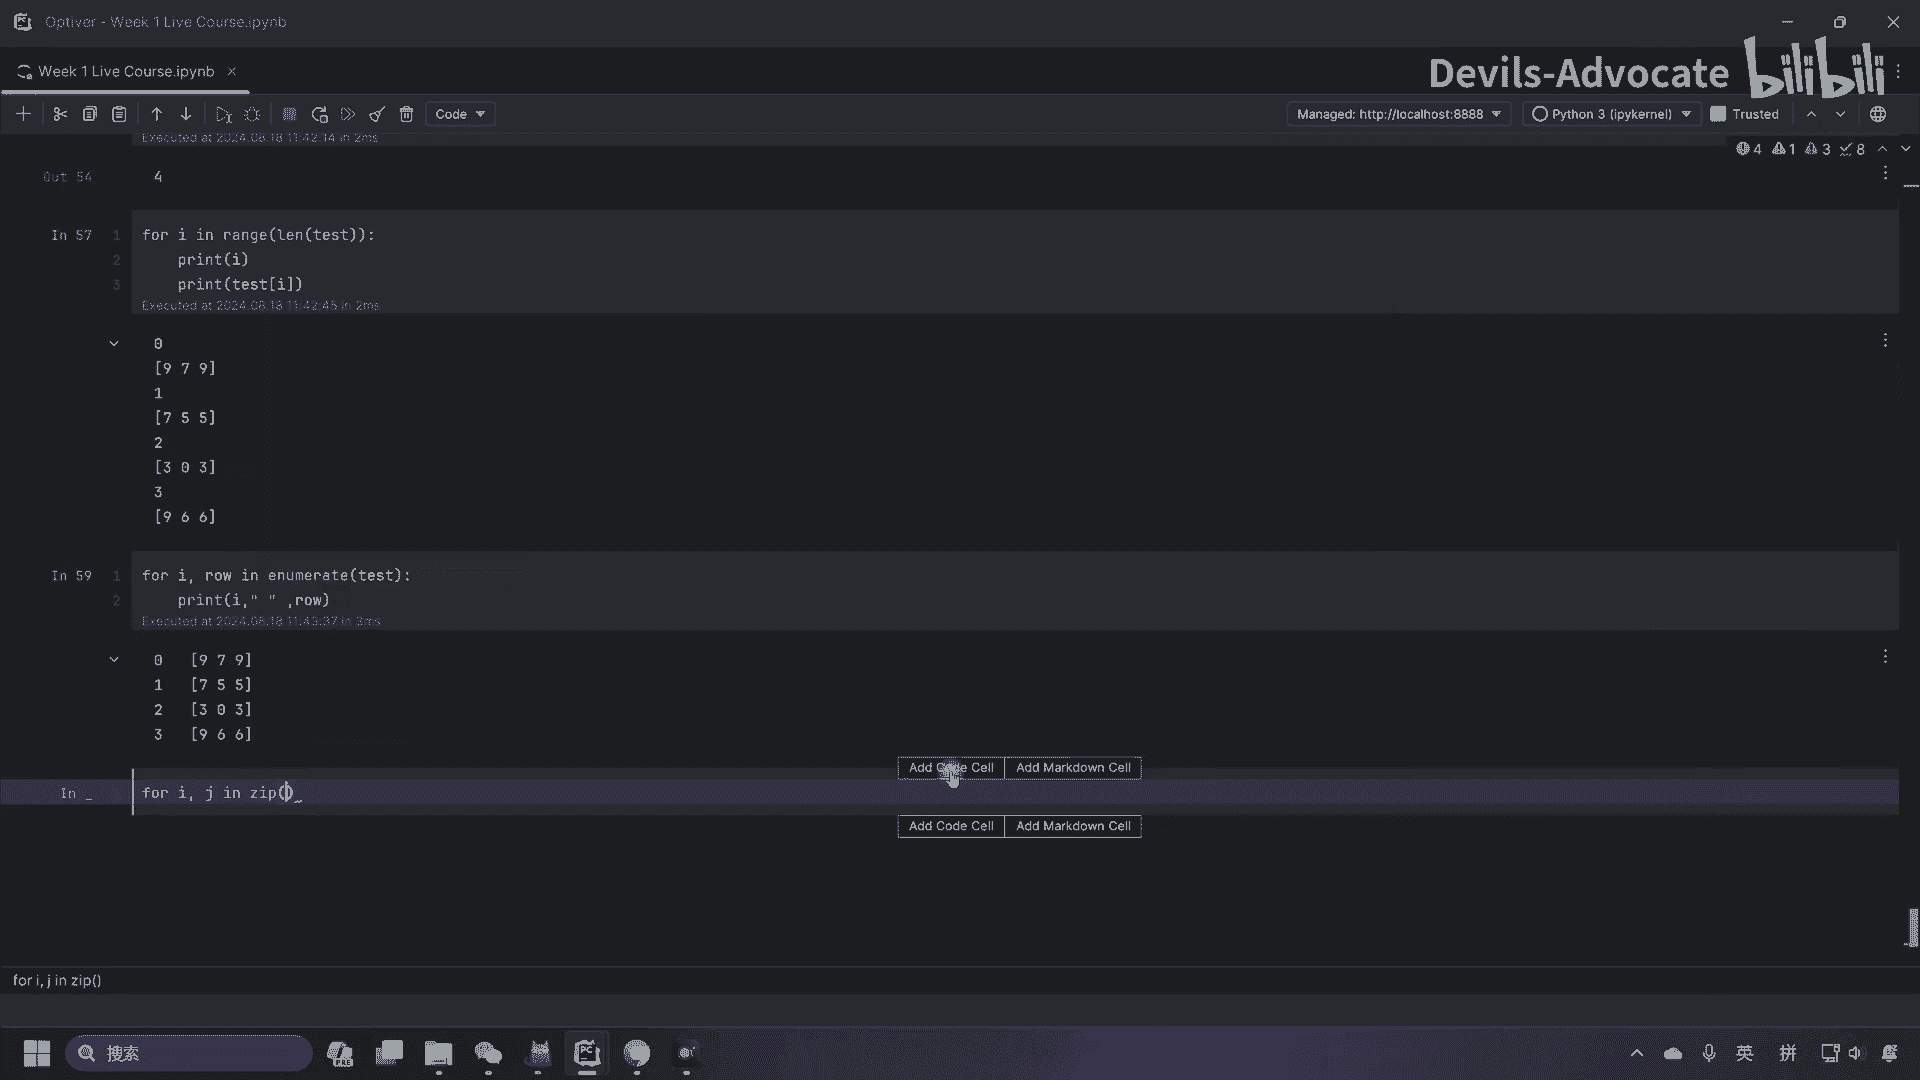 Optiver - Week 1 Live Course.ipynb
Week 1 Live Course.ipynb
Devils-Advocate bilibili
Code
Managed: http://localhost:8888
Python 3 (ipykernel)
Trusted
Executed at 2024.08.18 11:42:14 in 2ms
4 1 3 8
Out 54 4
In 57 1 for i in range(len(test)):
2 print(i)
3 print(test[i])
Executed at 2024.08.18 11:42:45 in 2ms
0
[9 7 9]
1
[7 5 5]
2
[3 0 3]
3
[9 6 6]
In 59 1 for i, row in enumerate(test):
2 print(i," " ,row)
Executed at 2024.08.18 11:43:37 in 3ms
0 [9 7 9]
1 [7 5 5]
2 [3 0 3]
3 [9 6 6]
Add Code Cell Add Markdown Cell
In _ for i, j in zip()
Add Code Cell Add Markdown Cell
for i, j in zip()
搜索
PRE
PC
英
拼